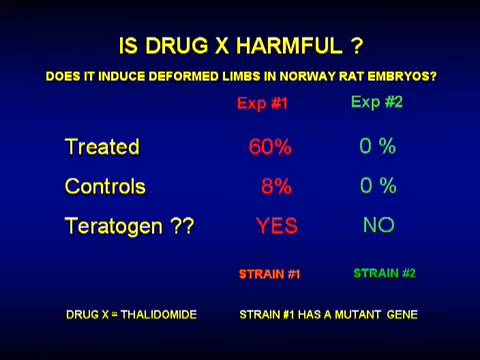 IS DRUG X HARMFUL ?
DOES IT INDUCE DEFORMED LIMBS IN NORWAY RAT EMBRYOS?
Exp #1 Exp #2
Treated 60% 0 %
Controls 8% 0 %
Teratogen ?? YES NO
STRAIN #1 STRAIN #2
DRUG X = THALIDOMIDE STRAIN #1 HAS A MUTANT GENE